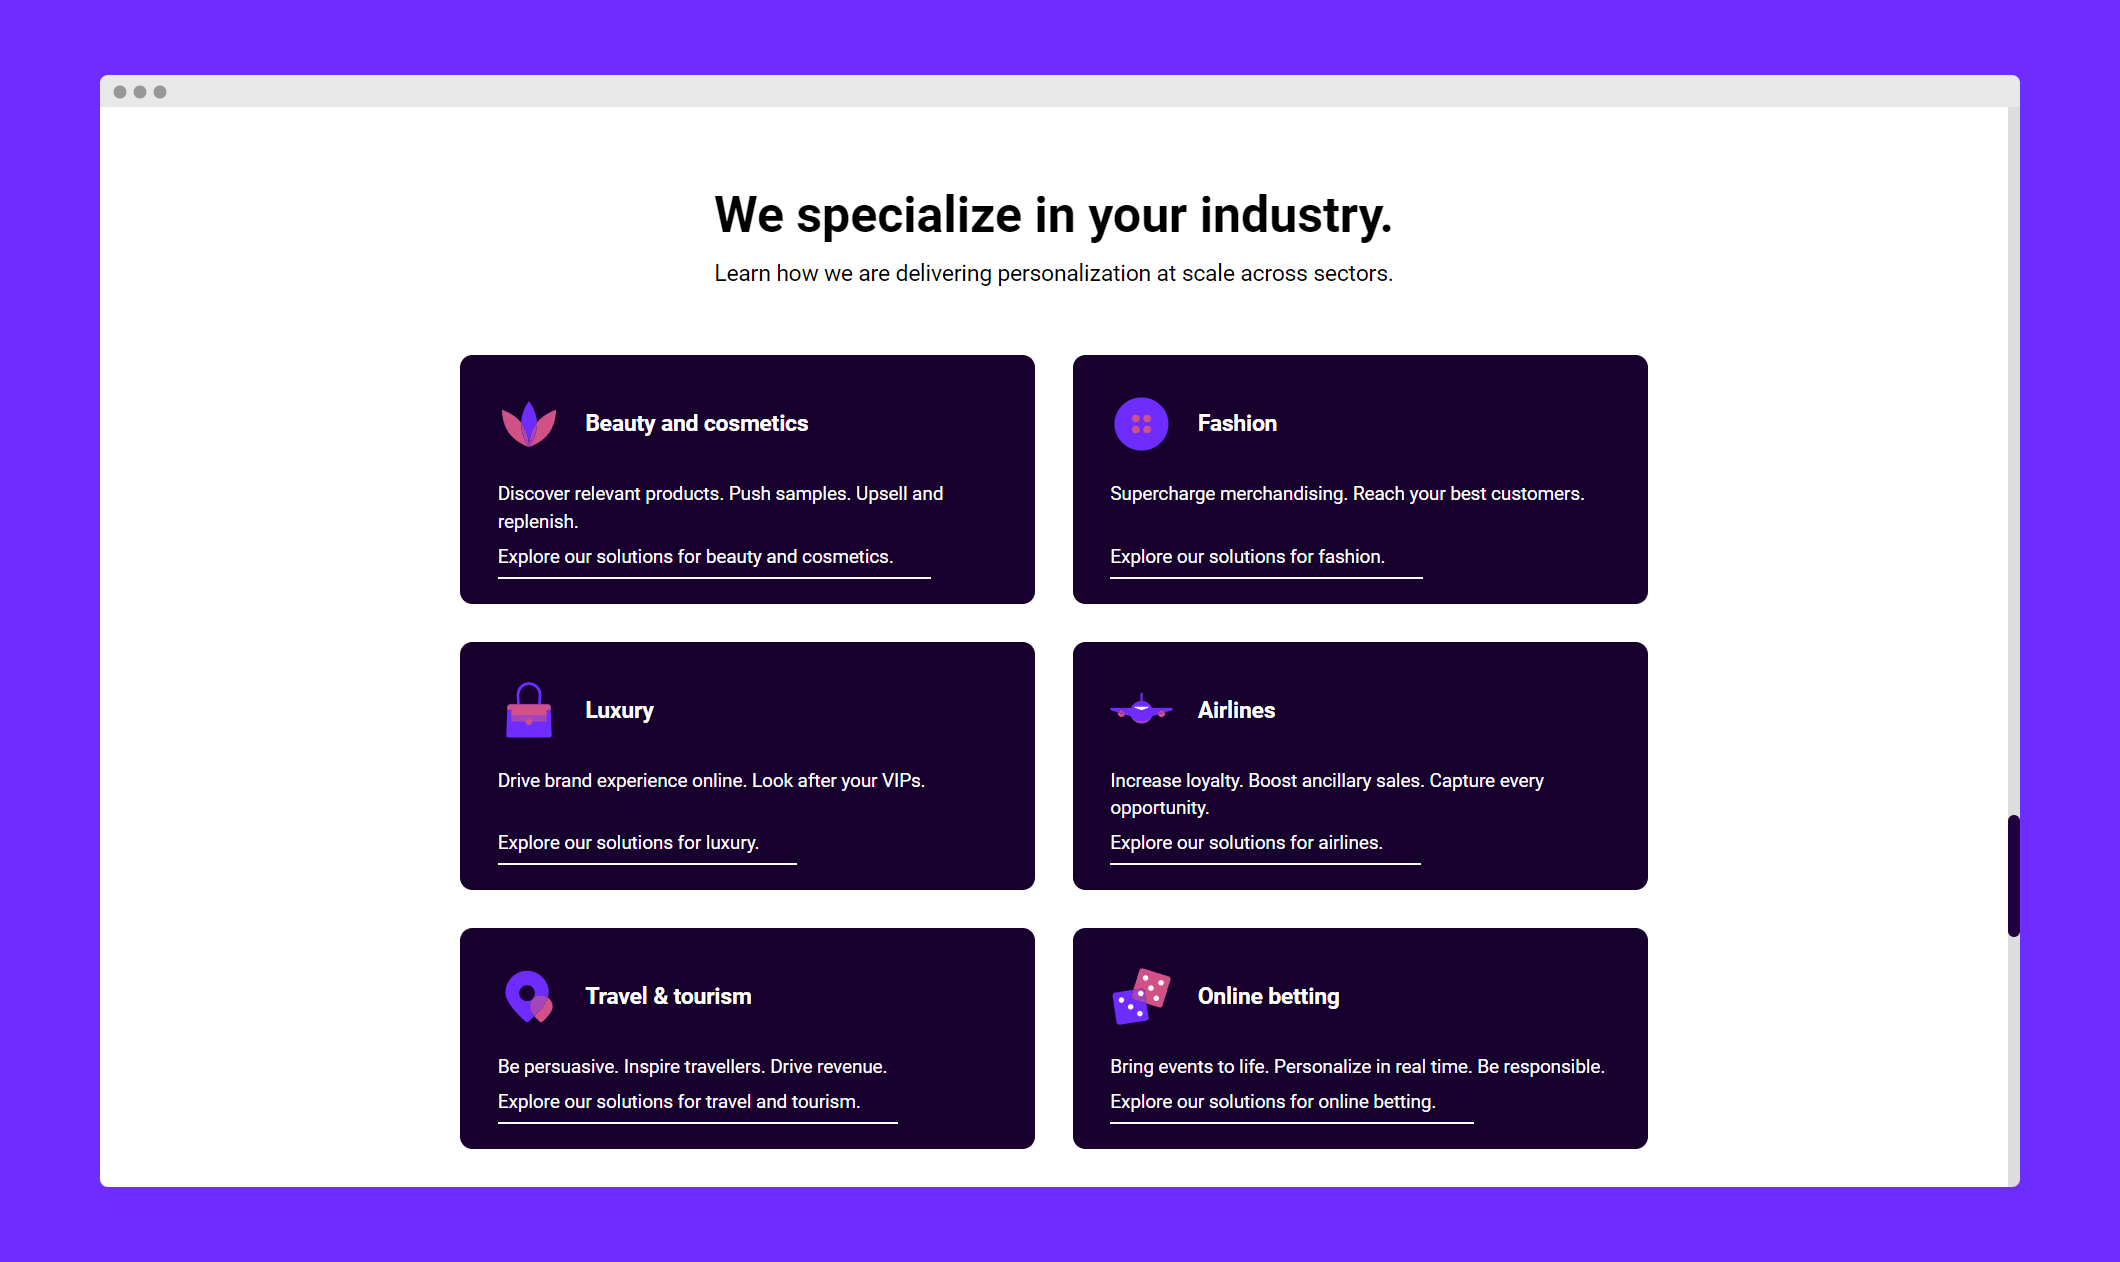 We specialize in your industry.
Learn how we are delivering personalization at scale across sectors.
Beauty and cosmetics
Discover relevant products. Push samples. Upsell and
replenish.
Explore our solutions for beauty and cosmetics.
Fashion
Supercharge merchandising. Reach your best customers.
Explore our solutions for fashion.
Luxury
Drive brand experience online. Look after your VIPs.
Explore our solutions for luxury.
Airlines
Increase loyalty. Boost ancillary sales. Capture every
opportunity.
Explore our solutions for airlines.
Travel & tourism
Be persuasive. Inspire travellers. Drive revenue.
Explore our solutions for travel and tourism.
Online betting
Bring events to life. Personalize in real time. Be responsible.
Explore our solutions for online betting.